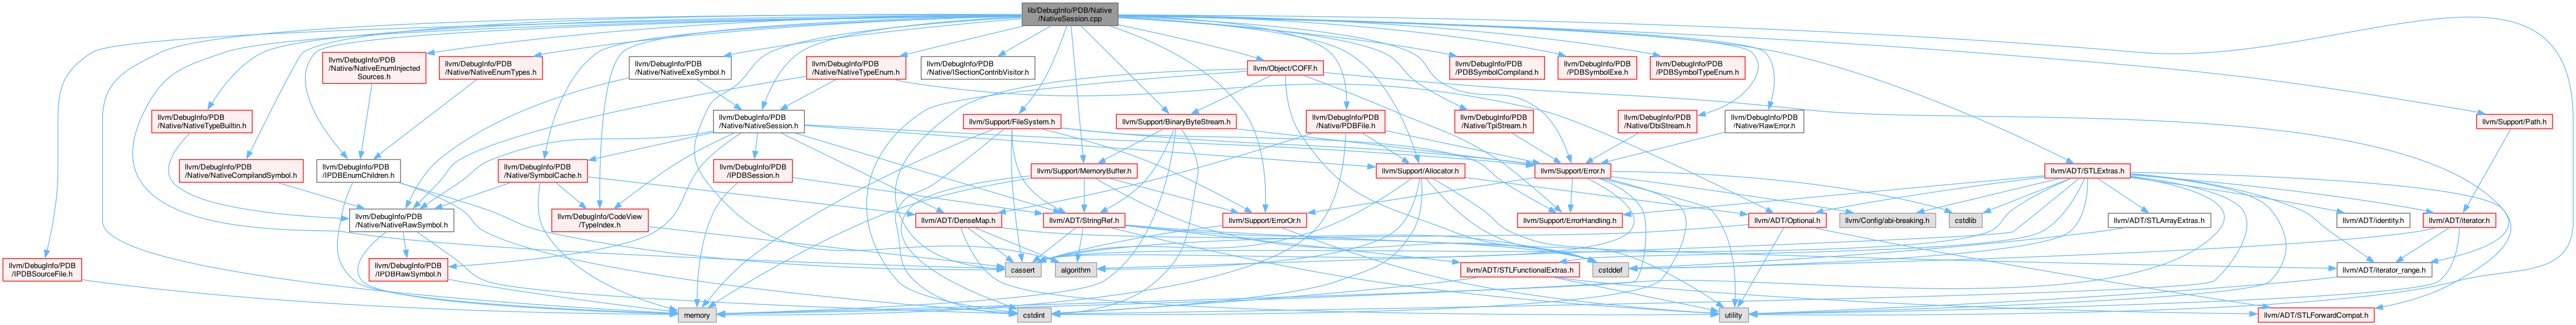 lib/DebugInfo/PDB/Native
/NativeSession.cpp
llvm/DebugInfo/PDB
/Native/NativeEnumInjected
Sources.h
llvm/DebugInfo/PDB
/Native/NativeEnumTypes.h
llvm/DebugInfo/PDB
/Native/NativeExeSymbol.h
llvm/DebugInfo/PDB
/Native/NativeTypeEnum.h
llvm/DebugInfo/PDB
/Native/ISectionContribVisitor.h
llvm/Object/COFF.h
llvm/DebugInfo/PDB
/PDBSymbolCompiland.h
llvm/DebugInfo/PDB
/PDBSymbolExe.h
llvm/DebugInfo/PDB
/PDBSymbolTypeEnum.h
llvm/DebugInfo/PDB
/Native/NativeTypeBuiltin.h
llvm/DebugInfo/PDB
/Native/NativeSession.h
llvm/Support/FileSystem.h
llvm/Support/BinaryByteStream.h
llvm/DebugInfo/PDB
/Native/PDBFile.h
llvm/DebugInfo/PDB
/Native/TpiStream.h
llvm/DebugInfo/PDB
/Native/DbiStream.h
llvm/DebugInfo/PDB
/Native/RawError.h
llvm/Support/Path.h
llvm/DebugInfo/PDB
/Native/NativeCompilandSymbol.h
llvm/DebugInfo/PDB
/IPDBEnumChildren.h
llvm/DebugInfo/PDB
/Native/SymbolCache.h
llvm/DebugInfo/PDB
/IPDBSession.h
llvm/Support/MemoryBuffer.h
llvm/Support/Allocator.h
llvm/Support/Error.h
llvm/ADT/STLExtras.h
llvm/DebugInfo/PDB
/Native/NativeRawSymbol.h
llvm/DebugInfo/CodeView
/TypeIndex.h
llvm/ADT/DenseMap.h
llvm/ADT/StringRef.h
llvm/Support/ErrorOr.h
llvm/Support/ErrorHandling.h
llvm/ADT/Optional.h
llvm/Config/abi-breaking.h
cstdlib
llvm/ADT/STLArrayExtras.h
llvm/ADT/identity.h
llvm/ADT/iterator.h
llvm/DebugInfo/PDB
/IPDBSourceFile.h
llvm/DebugInfo/PDB
/IPDBRawSymbol.h
cassert
algorithm
llvm/ADT/STLFunctionalExtras.h
cstddef
llvm/ADT/iterator_range.h
memory
cstdint
utility
llvm/ADT/STLForwardCompat.h